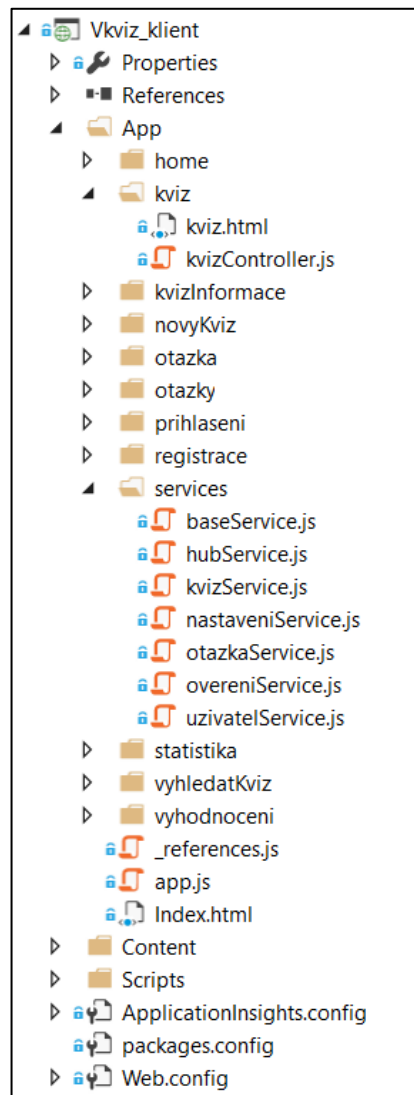 Vkviz_klient
Properties
References
App
home
kviz
kviz.html
kvizController.js
kvizInformace
novyKviz
otazka
otazky
prihlaseni
registrace
services
baseService.js
hubService.js
kvizService.js
nastaveniService.js
otazkaService.js
overeniService.js
uzivatelService.js
statistika
vyhledatKviz
vyhodnoceni
_references.js
app.js
Index.html
Content
Scripts
ApplicationInsights.config
packages.config
Web.config